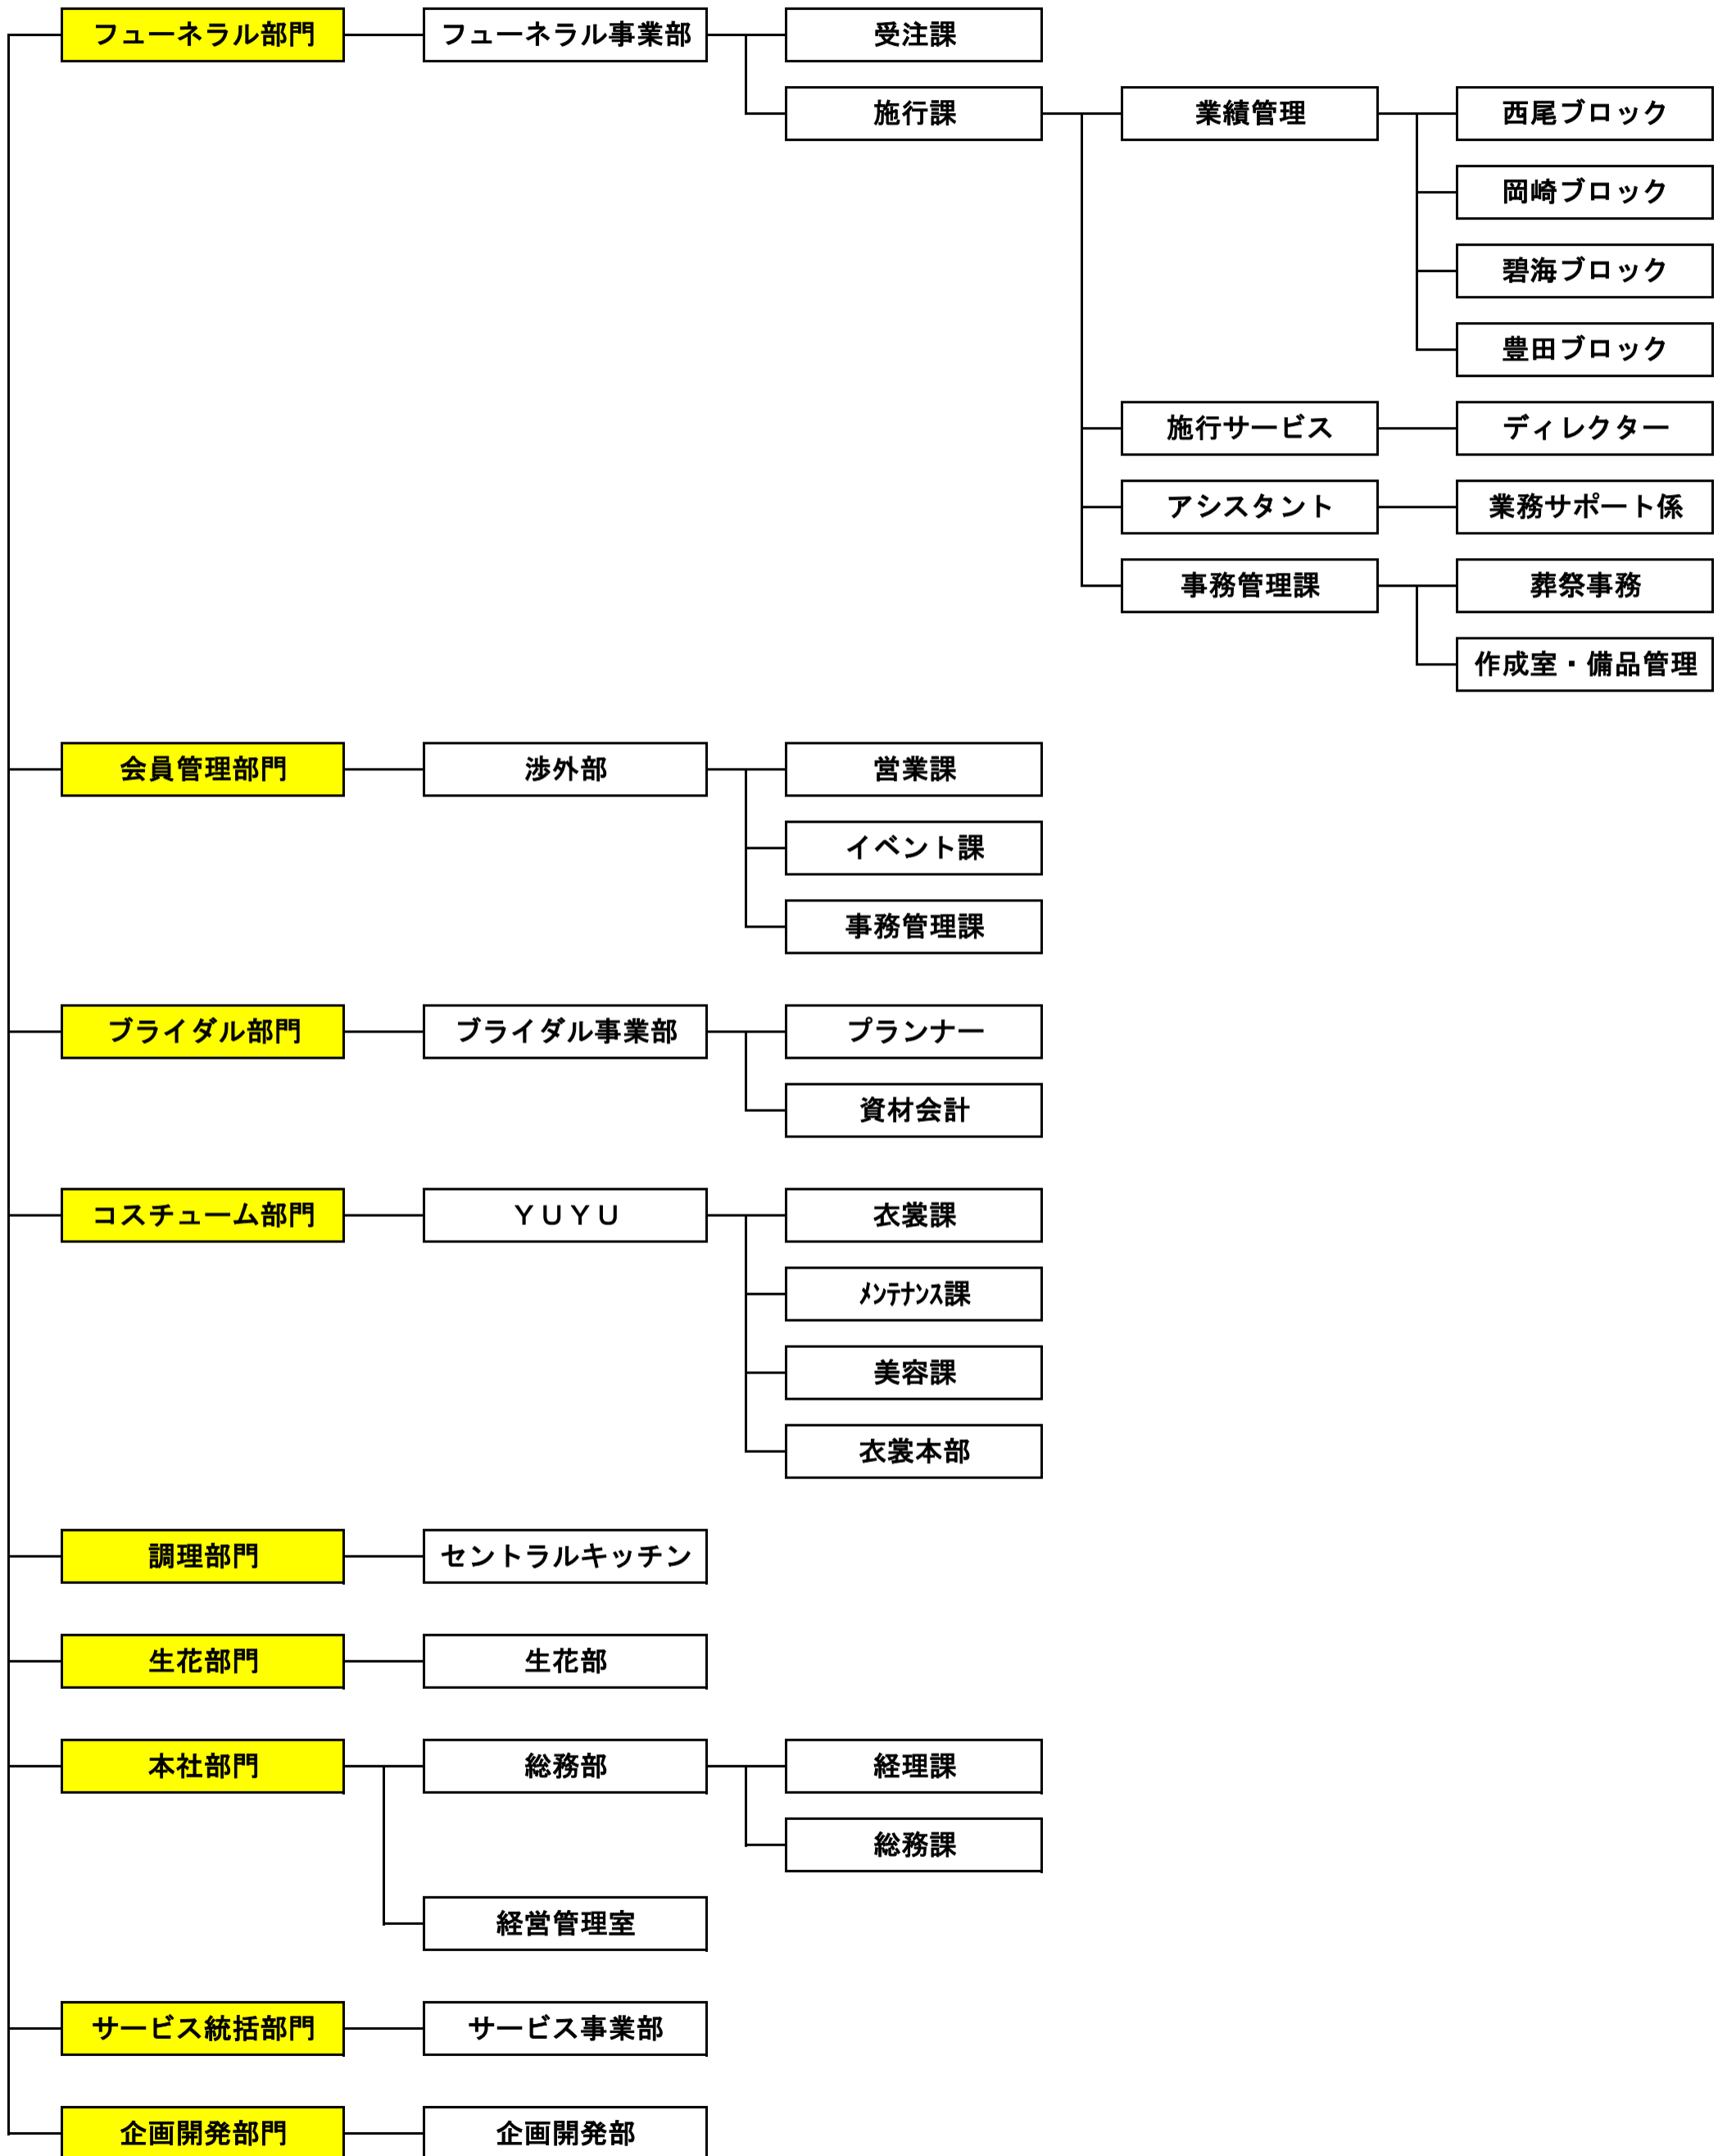 フューネラル部門
フューネラル事業部
受注課
施行課
業績管理
西尾ブロック
岡崎ブロック
碧海ブロック
豊田ブロック
施行サービス
ディレクター
アシスタント
業務サポート係
事務管理課
葬祭事務
作成室・備品管理
会員管理部門
渉外部
営業課
イベント課
事務管理課
ブライダル部門
ブライダル事業部
プランナー
資材会計
コスチューム部門
ＹＵＹＵ
衣裳課
ﾒﾝﾃﾅﾝｽ課
美容課
衣裳本部
調理部門
セントラルキッチン
生花部門
生花部
本社部門
総務部
経理課
総務課
経営管理室
サービス統括部門
サービス事業部
企画開発部門
企画開発部